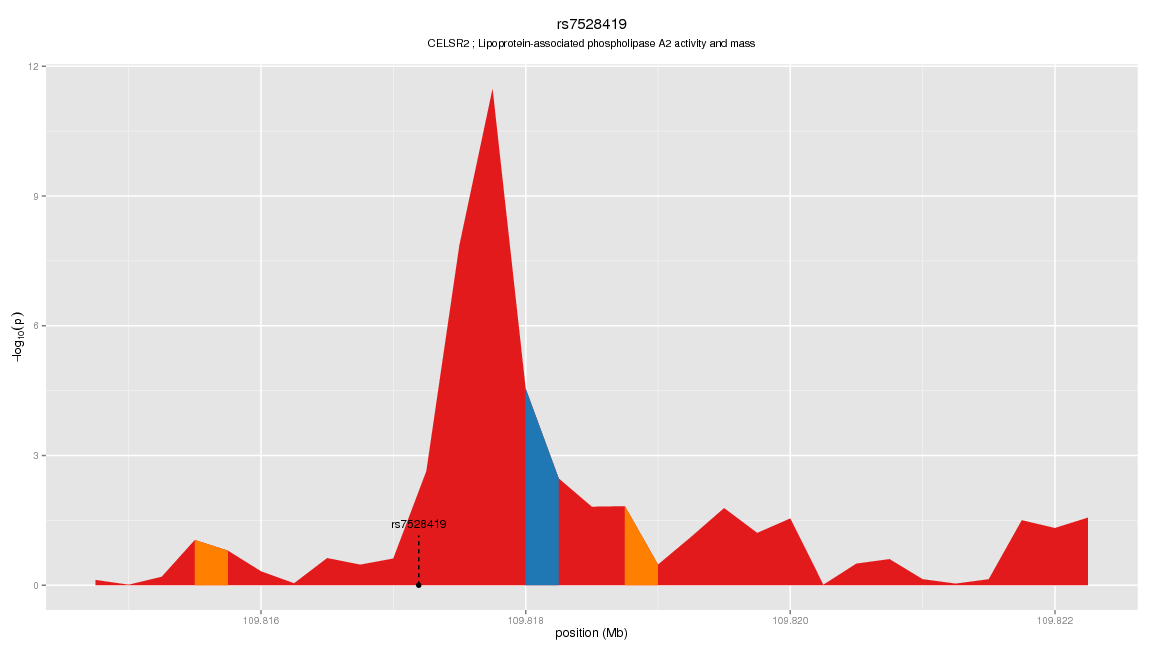 rs7528419
CELSR2 ; Lipoprotein-associated phospholipase A2 activity and mass
12
9
6
3
0
−log10(p)
rs7528419
109.816
109.818
109.820
109.822
position (Mb)